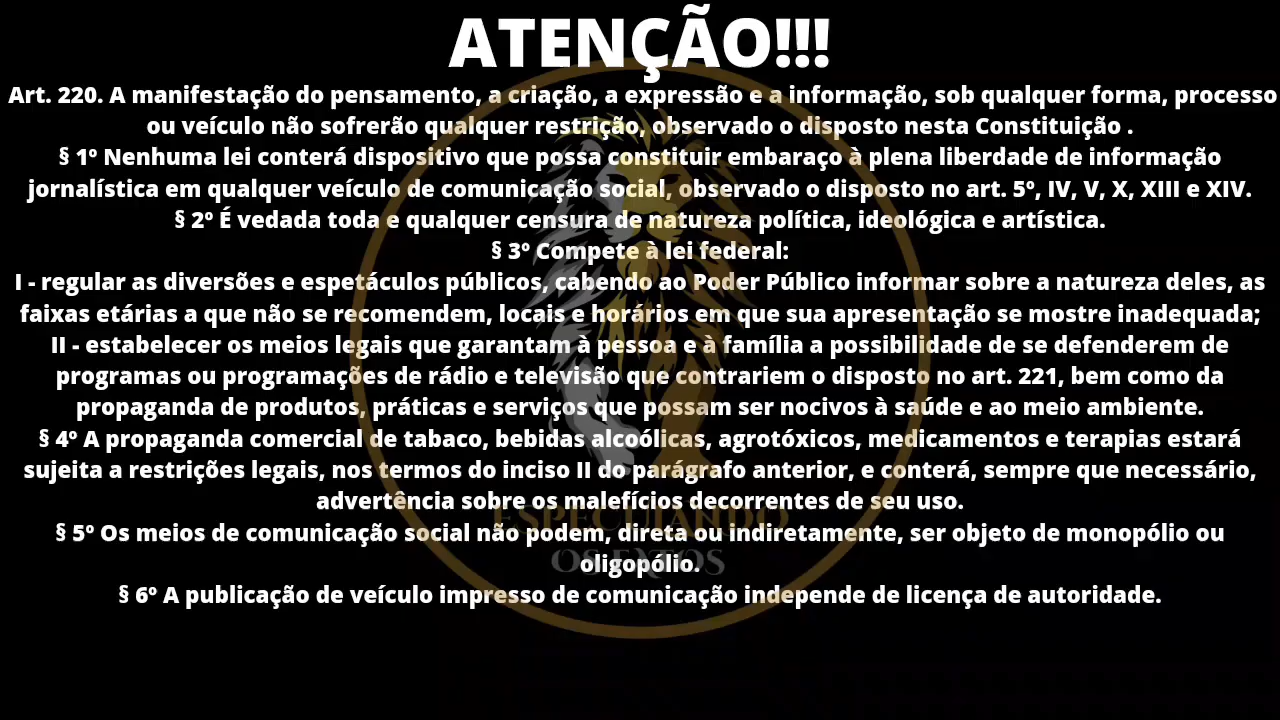 ATENÇÃO!!!
Art. 220. A manifestação do pensamento, a criação, a expressão e a informação, sob qualquer forma, processo
ou veículo não sofrerão qualquer restrição, observado o disposto nesta Constituição .
§ 1º Nenhuma lei conterá dispositivo que possa constituir embaraço à plena liberdade de informação
jornalística em qualquer veículo de comunicação social, observado o disposto no art. 5º, IV, V, X, XIII e XIV.
§ 2º É vedada toda e qualquer censura de natureza política, ideológica e artística.
§ 3º Compete à lei federal:
I - regular as diversões e espetáculos públicos, cabendo ao Poder Público informar sobre a natureza deles, as
faixas etárias a que não se recomendem, locais e horários em que sua apresentação se mostre inadequada;
II - estabelecer os meios legais que garantam à pessoa e à família a possibilidade de se defenderem de
programas ou programações de rádio e televisão que contrariem o disposto no art. 221, bem como da
propaganda de produtos, práticas e serviços que possam ser nocivos à saúde e ao meio ambiente.
§ 4º A propaganda comercial de tabaco, bebidas alcoólicas, agrotóxicos, medicamentos e terapias estará
sujeita a restrições legais, nos termos do inciso II do parágrafo anterior, e conterá, sempre que necessário,
advertência sobre os malefícios decorrentes de seu uso.
ESPECULANDO
§ 5º Os meios de comunicação social não podem, direta ou indiretamente, ser objeto de monopólio ou
oligopólio.
§ 6º A publicação de veículo impresso de comunicação independe de licença de autoridade.